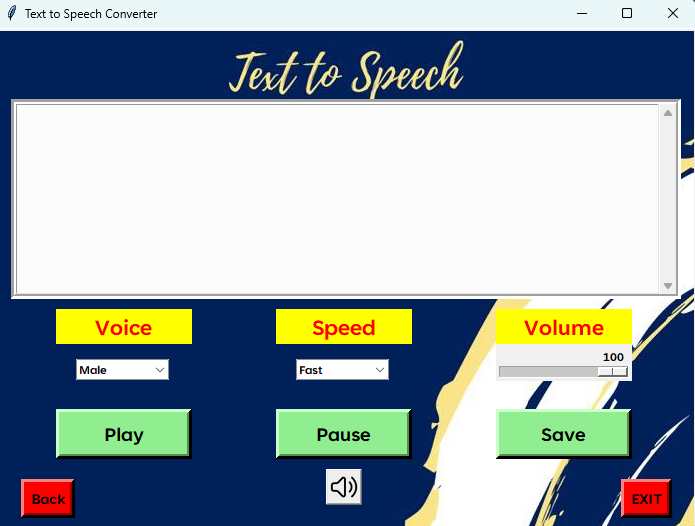 Text to Speech Converter
Text to Speech
Voice Speed Volume
Male Fast 100
Play Pause Save
Back EXIT